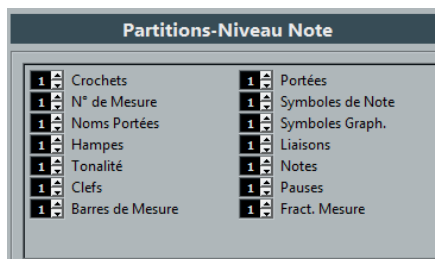 Partitions-Niveau Note
1 Crochets 1 Portées
1 N° de Mesure 1 Symboles de Note
1 Noms Portées 1 Symboles Graph.
1 Hampes 1 Liaisons
1 Tonalité 1 Notes
1 Clefs 1 Pauses
1 Barres de Mesure 1 Fract. Mesure